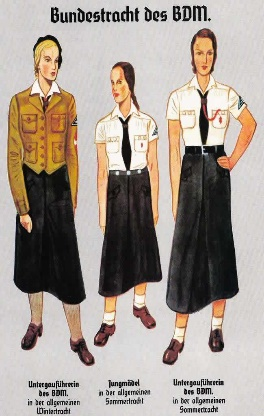 Bundestracht des BDM.
Untergauführerin
des BDM.
in der allgemeinen
Wintertracht
Jungmädel
in der allgemeinen
Sommertracht
Untergauführerin
des BDM.
in der allgemeinen
Sommertracht